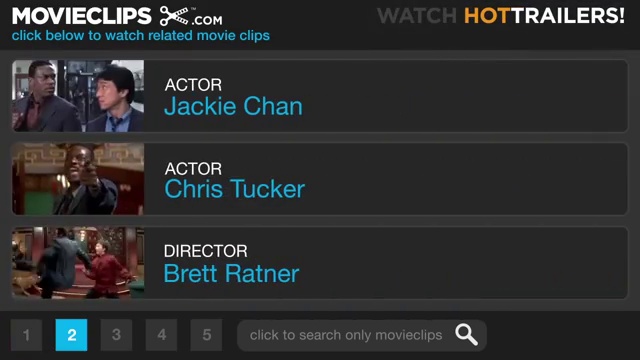 MOVIECLIPS .COM
WATCH HOTTRAILERS!
click below to watch related movie clips
ACTOR
Jackie Chan
ACTOR
Chris Tucker
DIRECTOR
Brett Ratner
1 2 3 4 5 click to search only movieclips